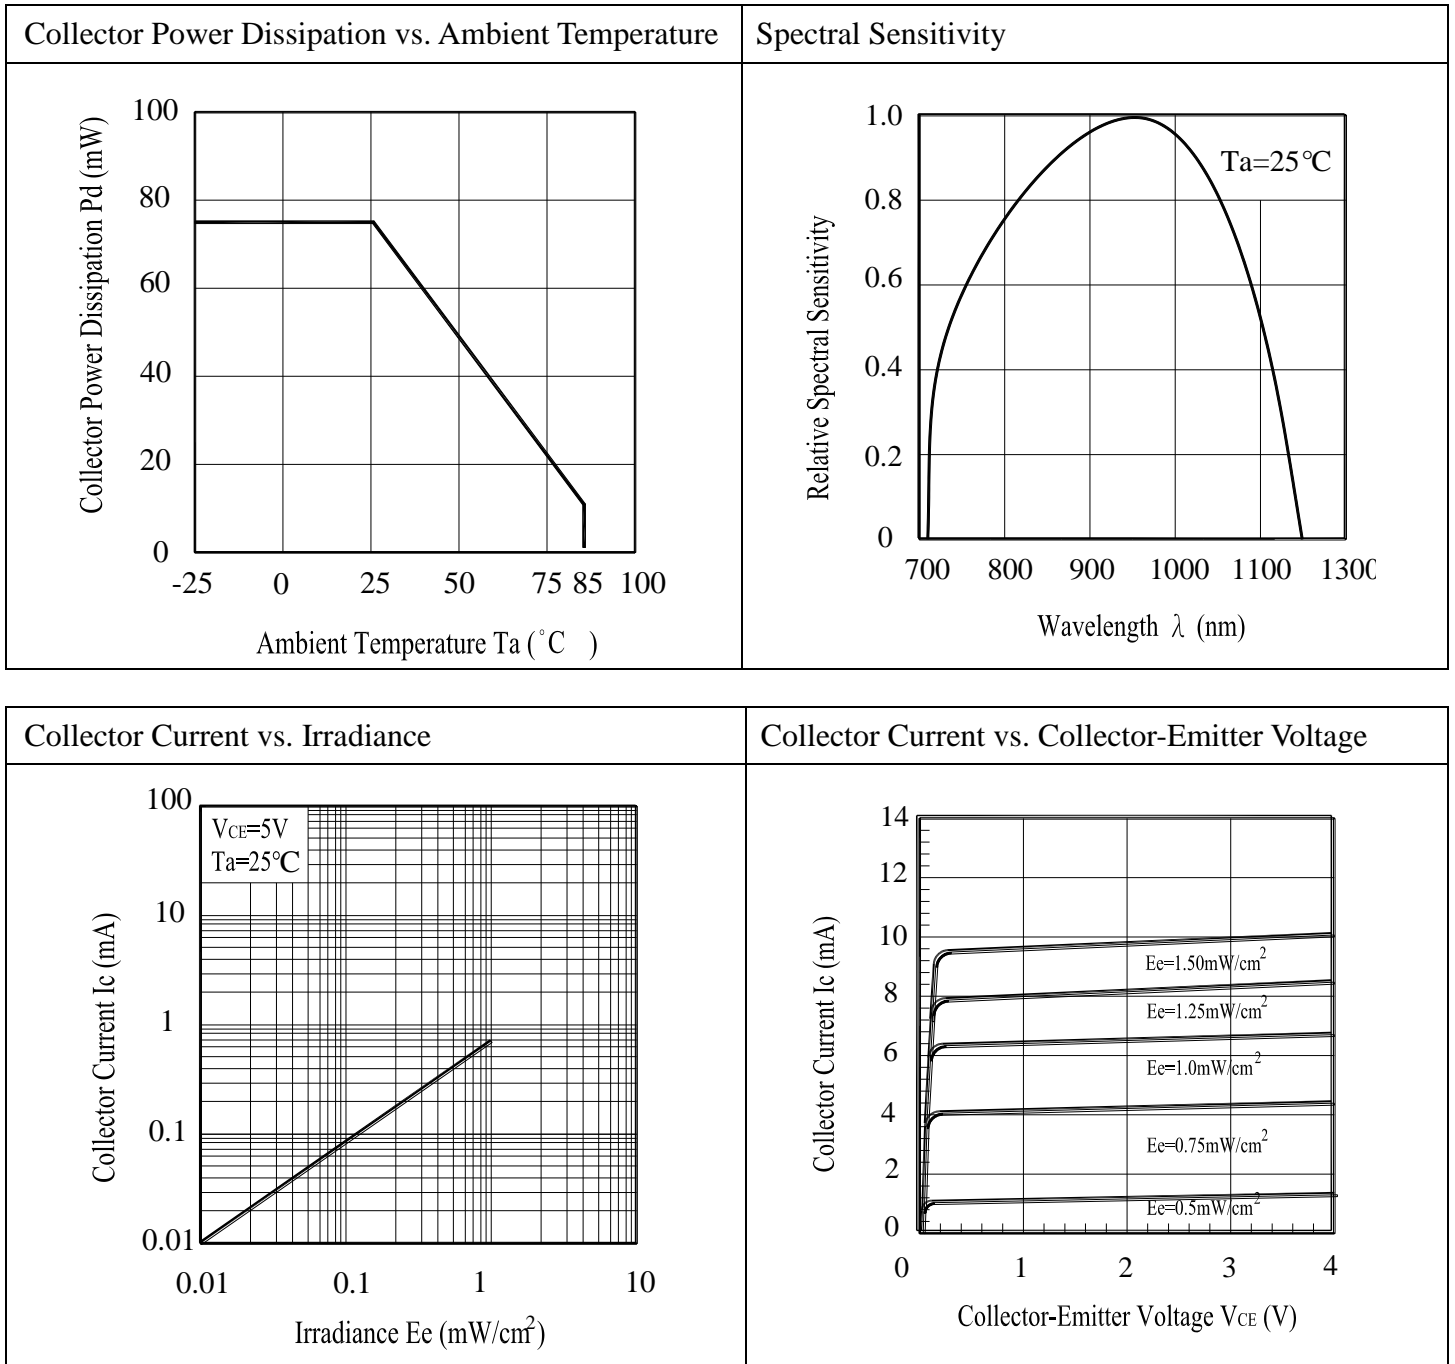 Collector Power Dissipation vs. Ambient Temperature
Spectral Sensitivity
100
80
60
40
20
0
Collector Power Dissipation Pd (mW)
-25 0 25 50 75 85 100
Ambient Temperature Ta (°C )
1.0
0.8
0.6
0.4
0.2
0
Ta=25℃
Relative Spectral Sensitivity
700 800 900 1000 1100 1300
Wavelength λ (nm)
Collector Current vs. Irradiance
Collector Current vs. Collector-Emitter Voltage
100
10
1
0.1
0.01
VCE=5V
Ta=25℃
Collector Current Ic (mA)
0.01 0.1 1 10
Irradiance Ee (mW/cm²)
14
12
10
8
6
4
2
0
Collector Current Ic (mA)
Ee=1.50mW/cm²
Ee=1.25mW/cm²
Ee=1.0mW/cm²
Ee=0.75mW/cm²
Ee=0.5mW/cm²
0 1 2 3 4
Collector-Emitter Voltage VCE (V)